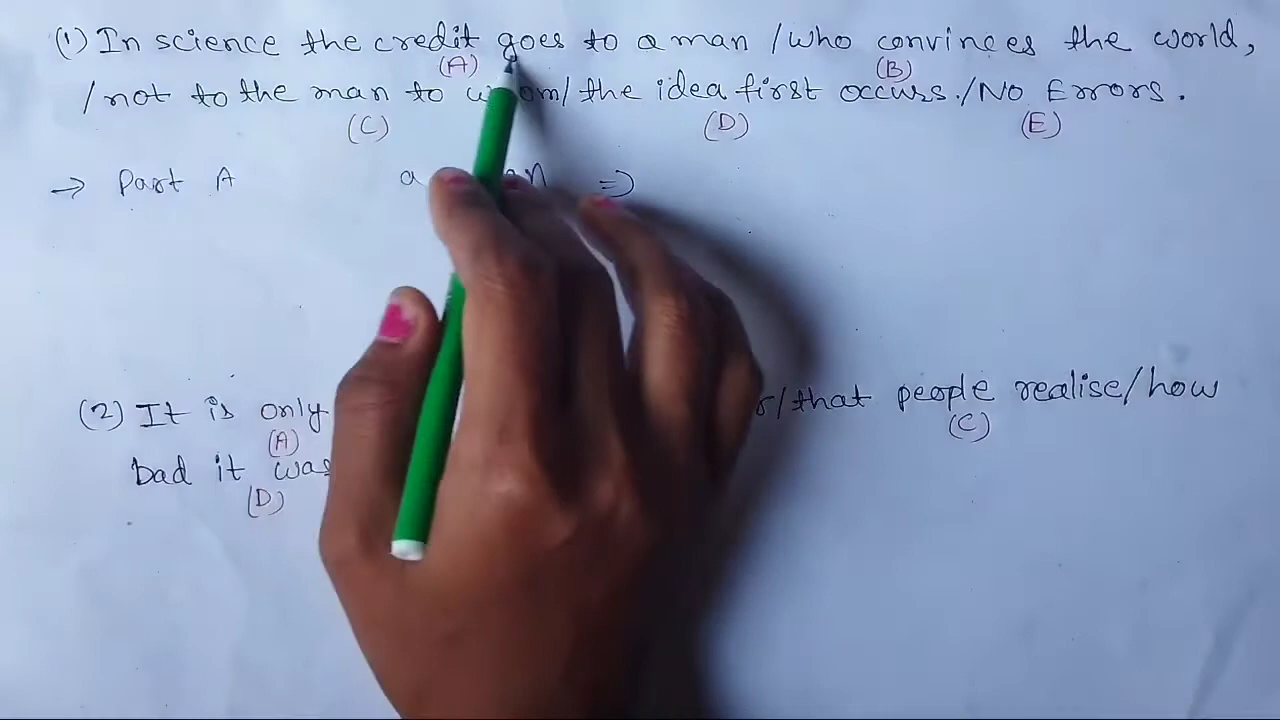 (1) In science the credit goes to a man /who convinces the world,
(A) (B)
/not to the man to whom/ the idea first occurs./No Errors.
(C) (D) (E)
→ Part A a =>
(2) It is only /that people realise/how
(A) (C)
bad it was
(D)